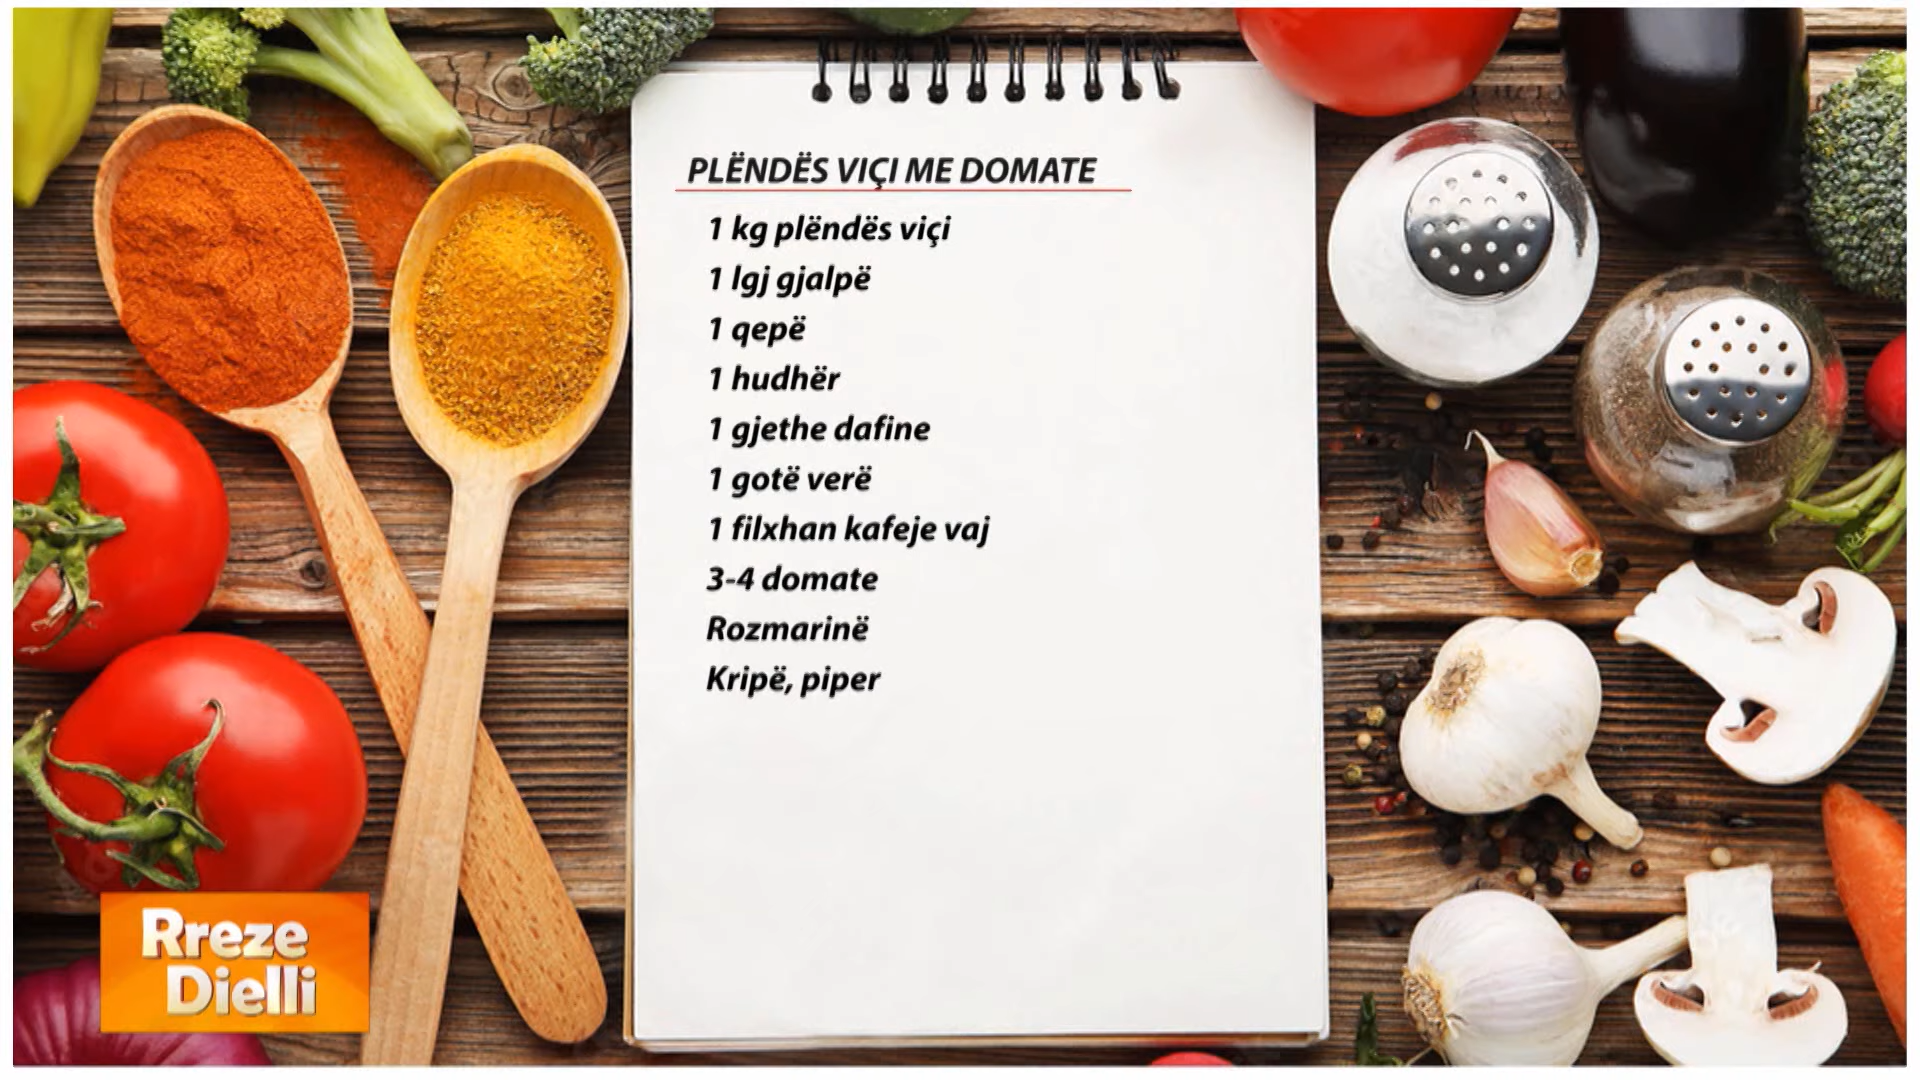 PLËNDËS VIÇI ME DOMATE
1 kg plëndës viçi
1 lgj gjalpë
1 qepë
1 hudhër
1 gjethe dafine
1 gotë verë
1 filxhan kafeje vaj
3-4 domate
Rozmarinë
Kripë, piper
Rreze
Dielli